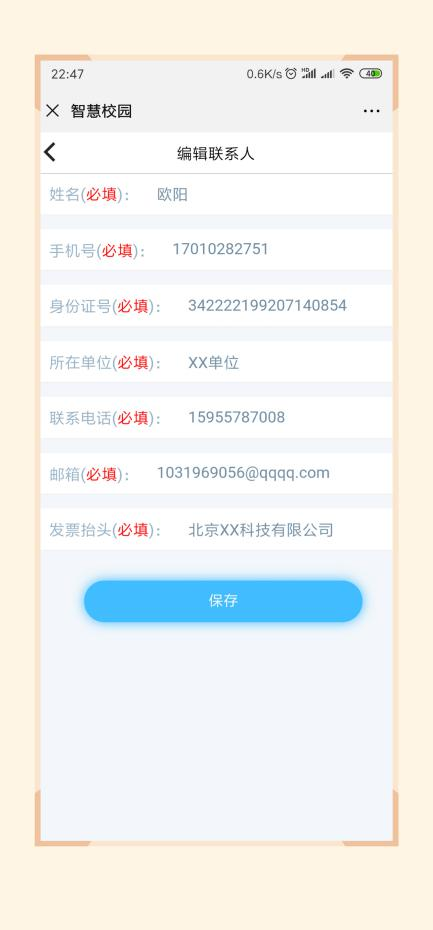 22:47 0.6K/s HD 40
智慧校园
编辑联系人
姓名(必填): 欧阳
手机号(必填): 17010282751
身份证号(必填): 342222199207140854
所在单位(必填): XX单位
联系电话(必填): 15955787008
邮箱(必填): 1031969056@qqqq.com
发票抬头(必填): 北京XX科技有限公司
保存